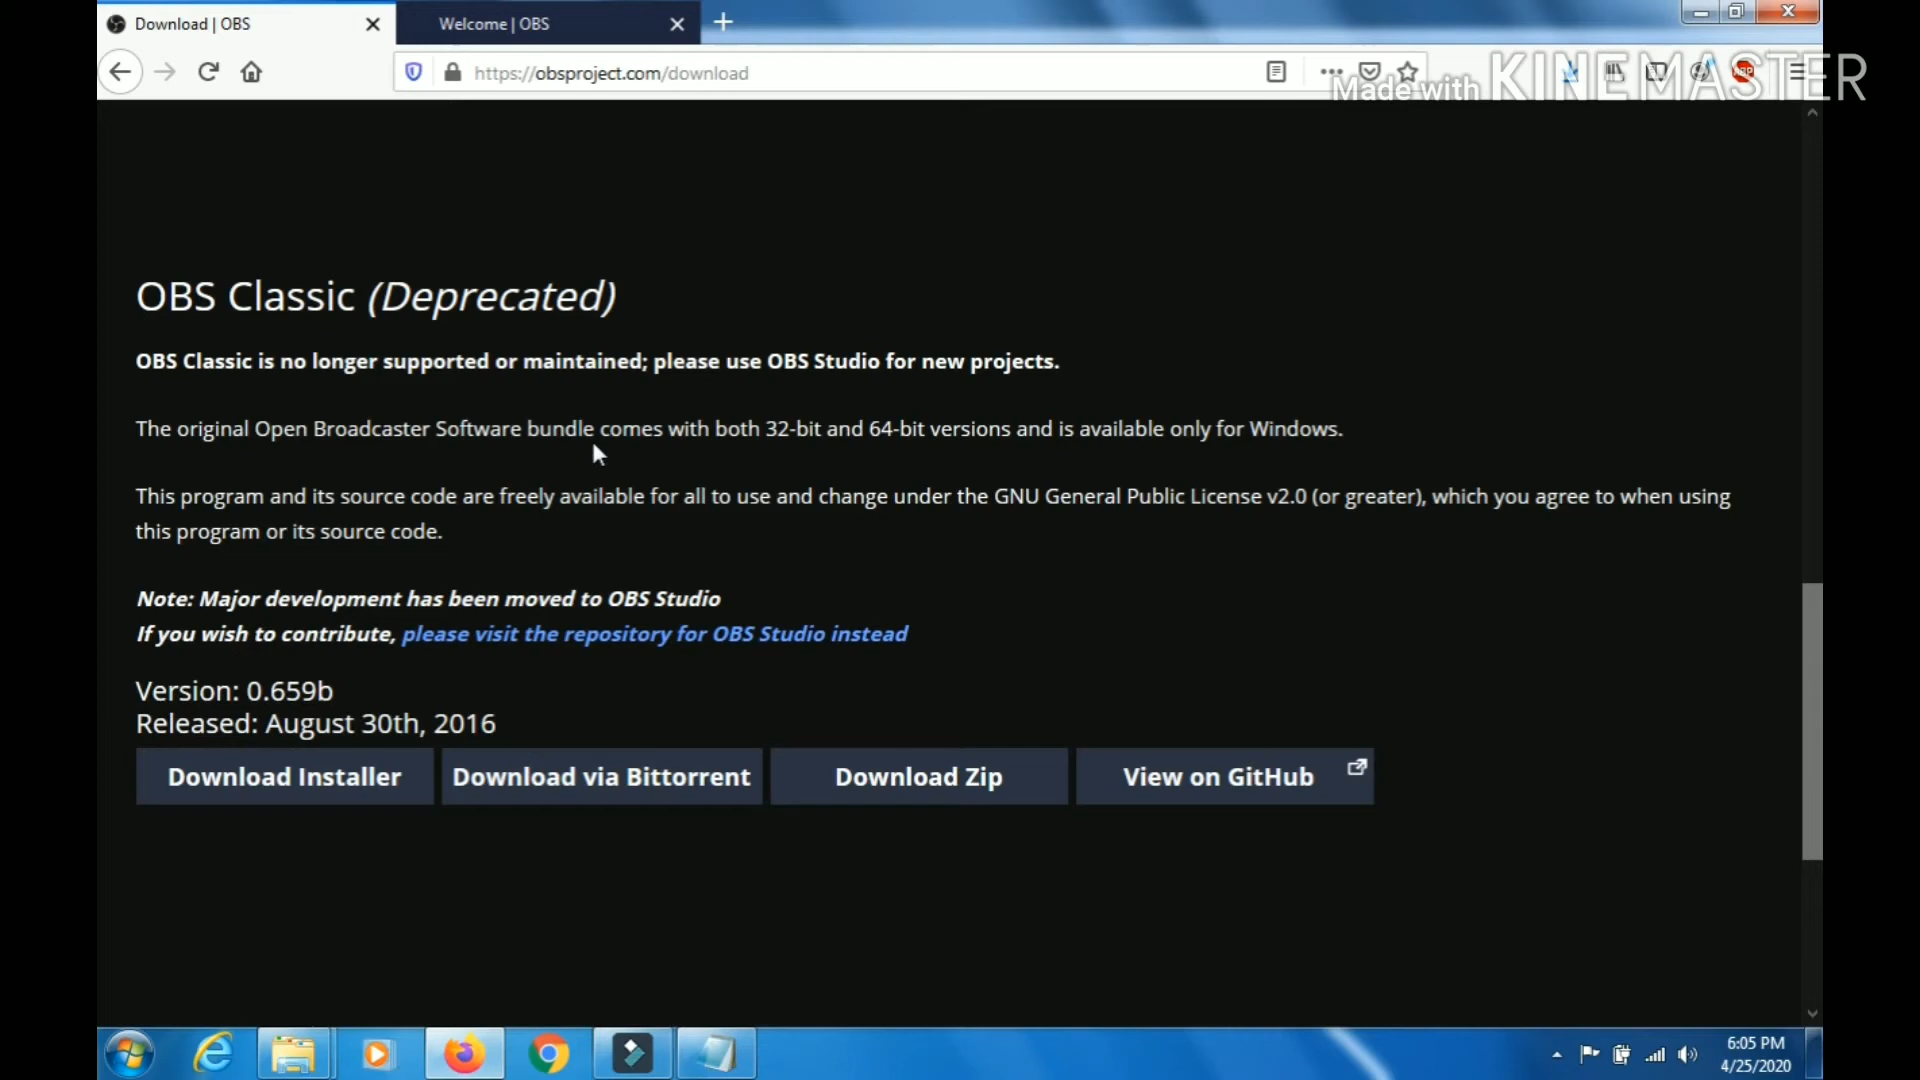 Download | OBS
Welcome | OBS
https://obsproject.com/download
Made with KINEMASTER
OBS Classic (Deprecated)
OBS Classic is no longer supported or maintained; please use OBS Studio for new projects.
The original Open Broadcaster Software bundle comes with both 32-bit and 64-bit versions and is available only for Windows.
This program and its source code are freely available for all to use and change under the GNU General Public License v2.0 (or greater), which you agree to when using
this program or its source code.
Note: Major development has been moved to OBS Studio
If you wish to contribute, please visit the repository for OBS Studio instead
Version: 0.659b
Released: August 30th, 2016
Download Installer
Download via Bittorrent
Download Zip
View on GitHub
6:05 PM
4/25/2020